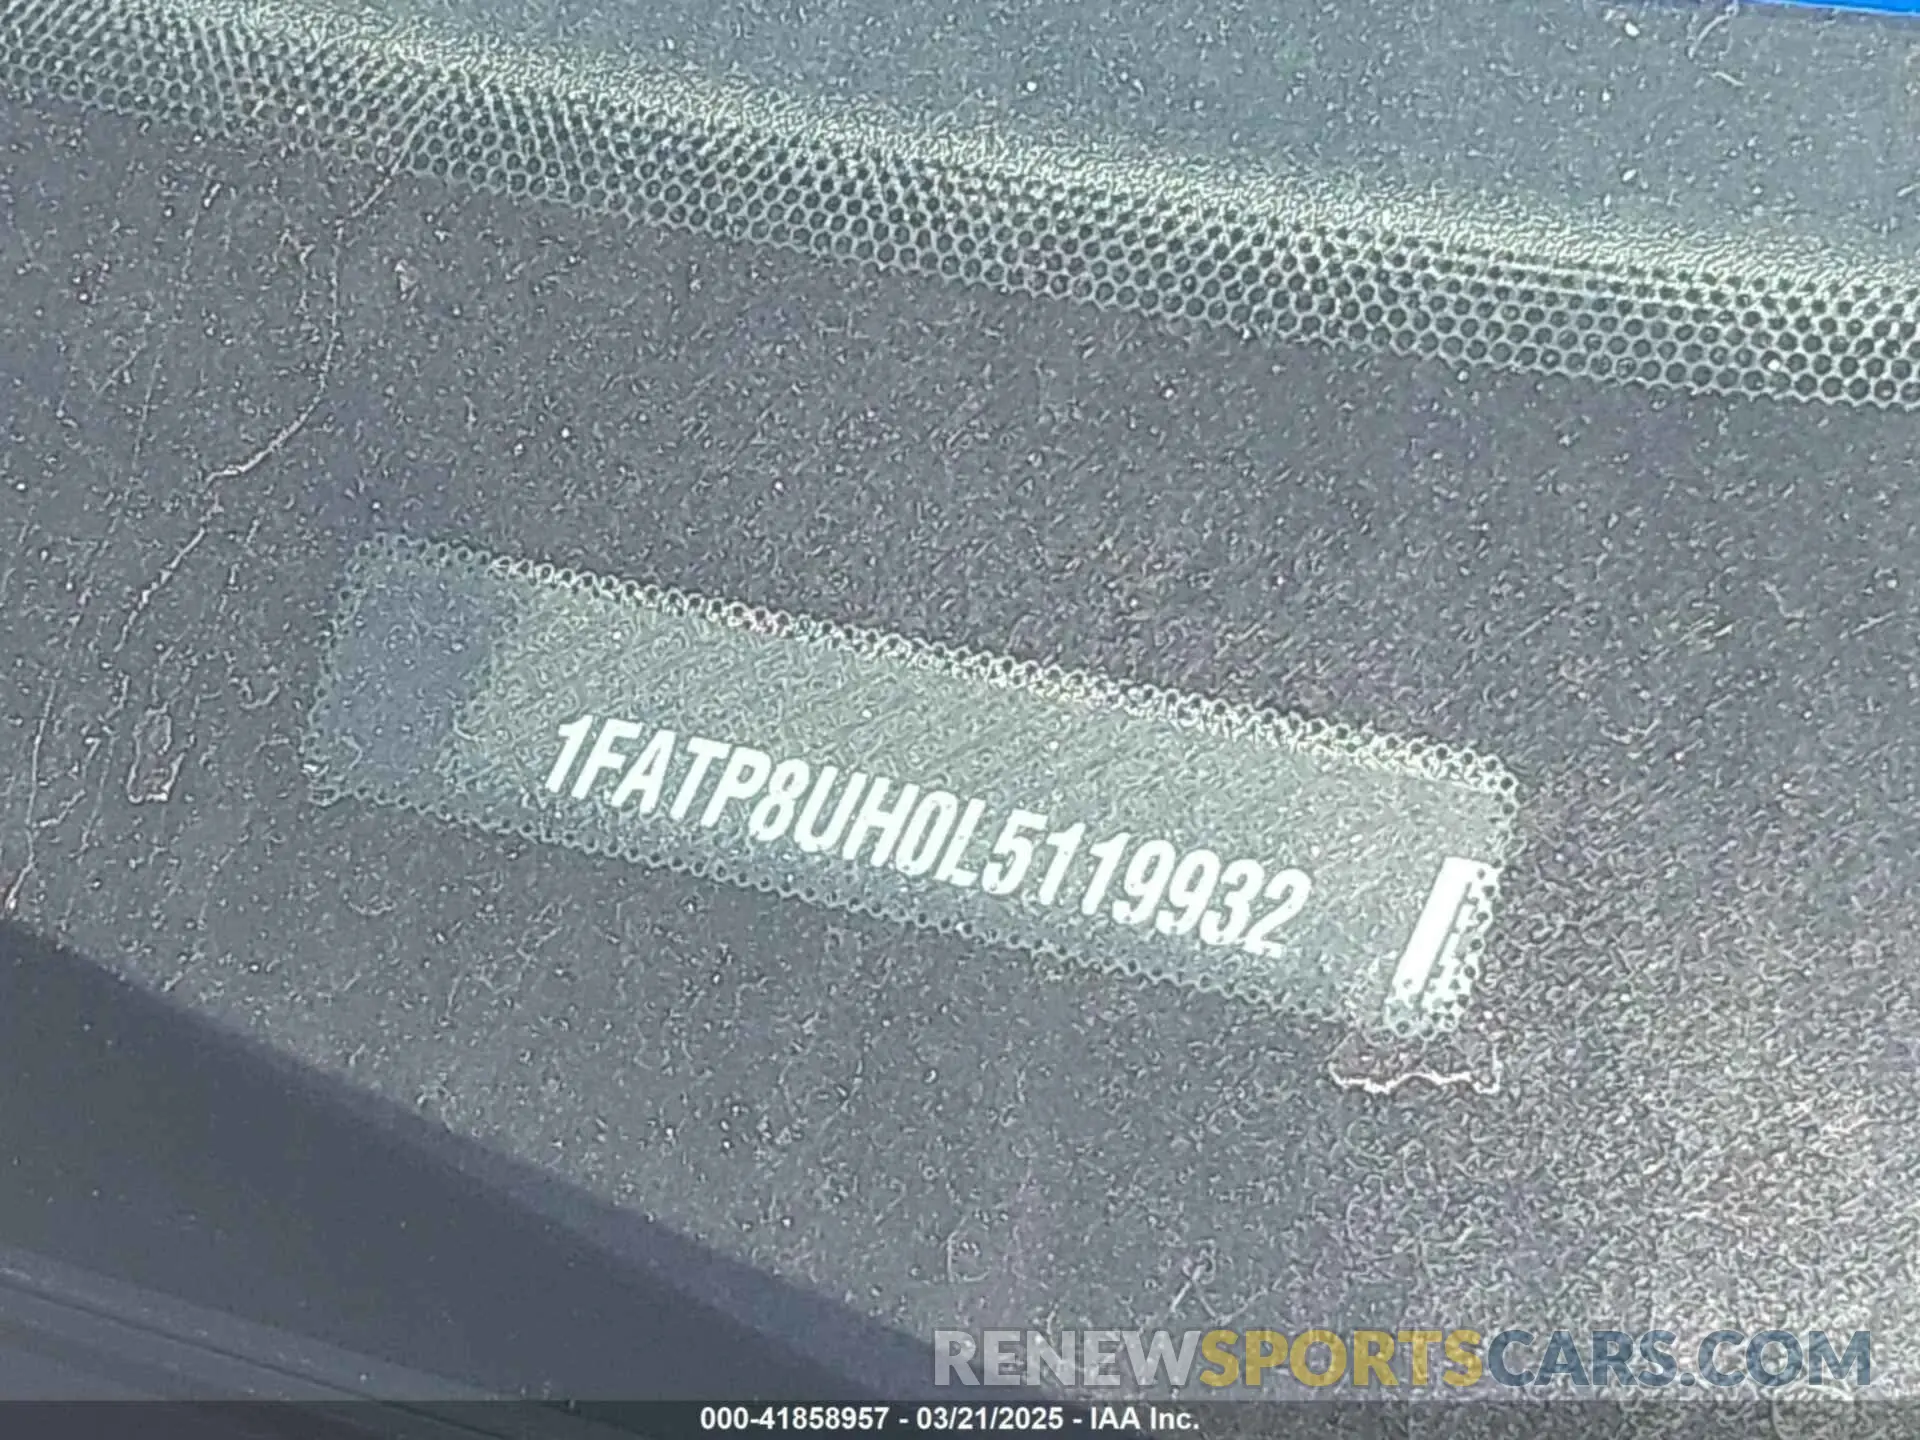 1FATP8UH0L5119932
RENEWSPORTSCARS.COM
000-41858957 - 03/21/2025 - IAA Inc.